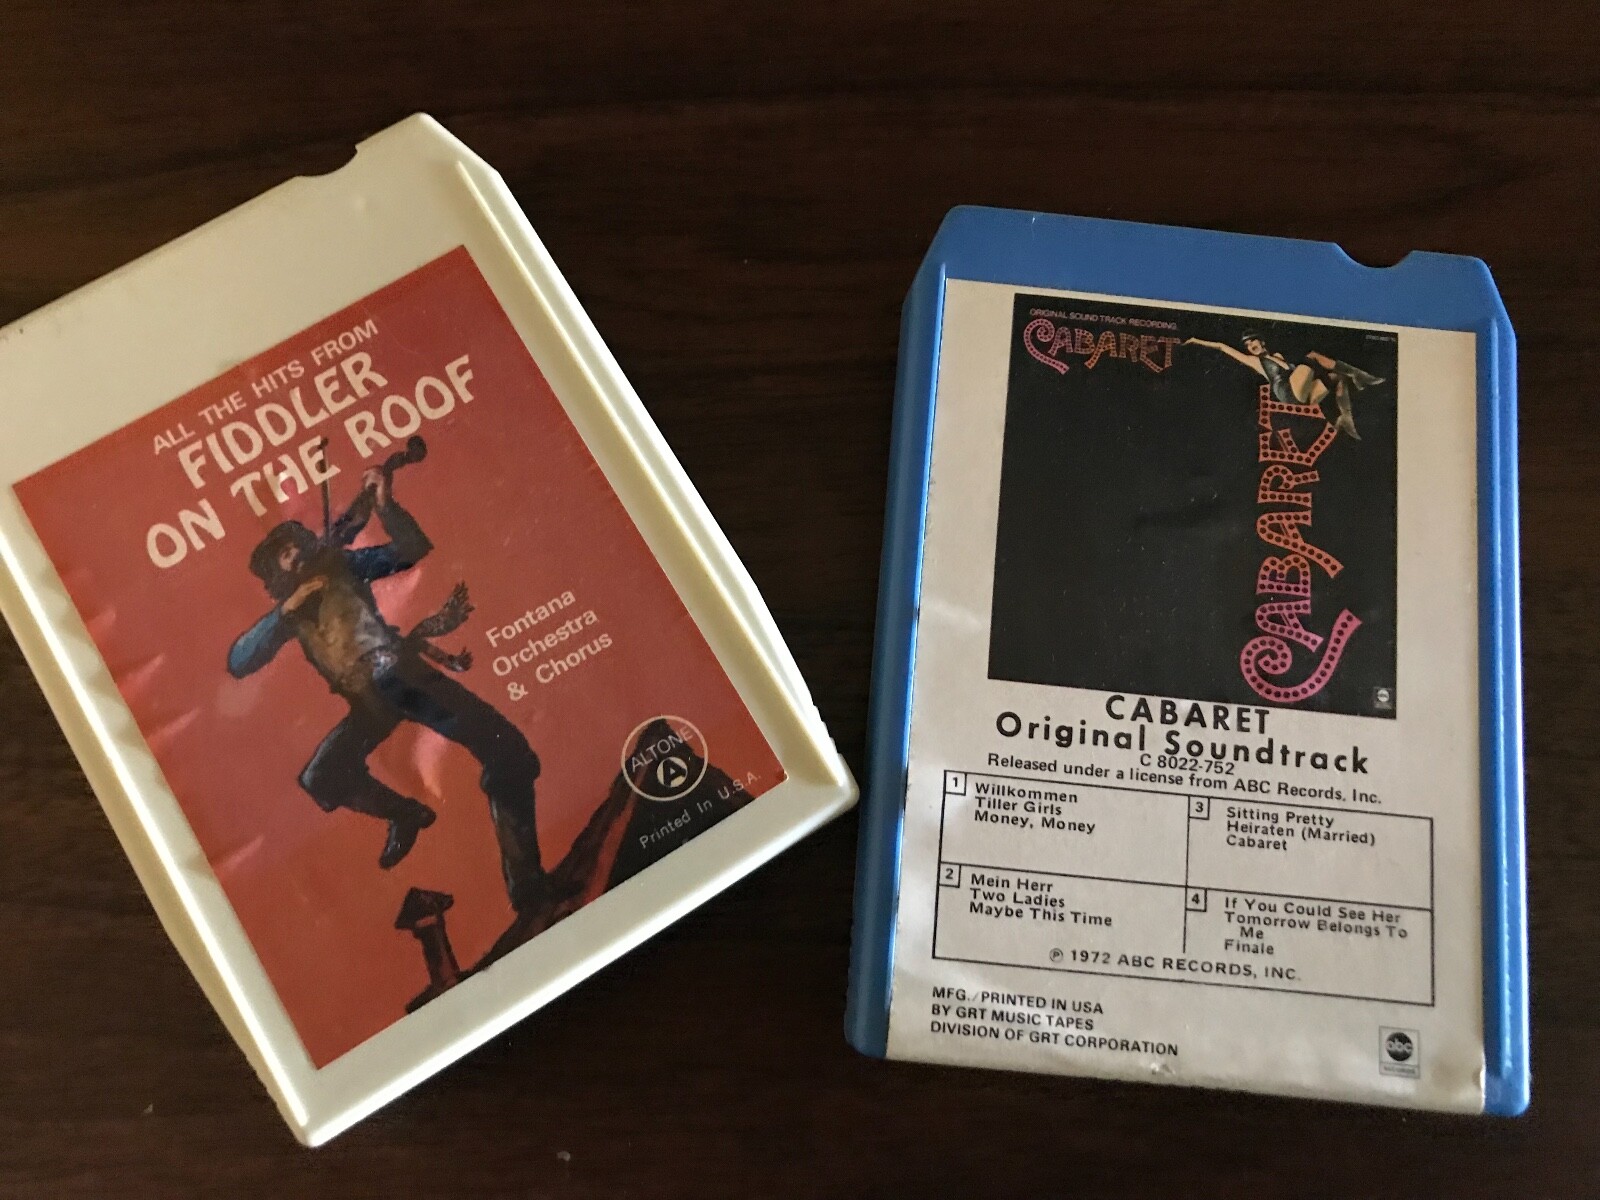 ALL THE HITS FROM
FIDDLER
ON THE ROOF
Fontana
Orchestra
& Chorus
ALTONE
A
Printed In U.S.A.
ORIGINAL SOUND TRACK RECORDING
CABARET
CABARET
CABARET
Original Soundtrack
C 8022-752
Released under a license from ABC Records, Inc.
1
Willkommen
Tiller Girls
Money, Money
2
Mein Herr
Two Ladies
Maybe This Time
3
Sitting Pretty
Heiraten (Married)
Cabaret
4
If You Could See Her
Tomorrow Belongs To
Me
Finale
℗ 1972 ABC RECORDS, INC.
MFG./PRINTED IN USA
BY GRT MUSIC TAPES
DIVISION OF GRT CORPORATION
abc
RECORDS